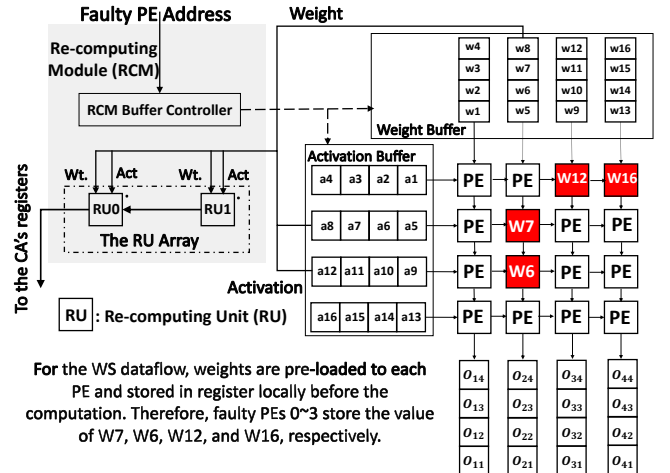 Faulty PE Address
Weight
Re-computing
Module (RCM)
RCM Buffer Controller
w4 w8 w12 w16
w3 w7 w11 w15
w2 w6 w10 w14
w1 w5 w9 w13
Weight Buffer
Wt. Act Wt. Act
RU0 RU1
The RU Array
To the CA's registers
Activation Buffer
a4 a3 a2 a1
a8 a7 a6 a5
a12 a11 a10 a9
a16 a15 a14 a13
Activation
PE PE W12 W16
PE W7 PE PE
PE W6 PE PE
PE PE PE PE
RU : Re-computing Unit (RU)
O14 O24 O34 O44
O13 O23 O33 O43
O12 O22 O32 O42
O11 O21 O31 O41
For the WS dataflow, weights are pre-loaded to each
PE and stored in register locally before the
computation. Therefore, faulty PEs 0~3 store the value
of W7, W6, W12, and W16, respectively.